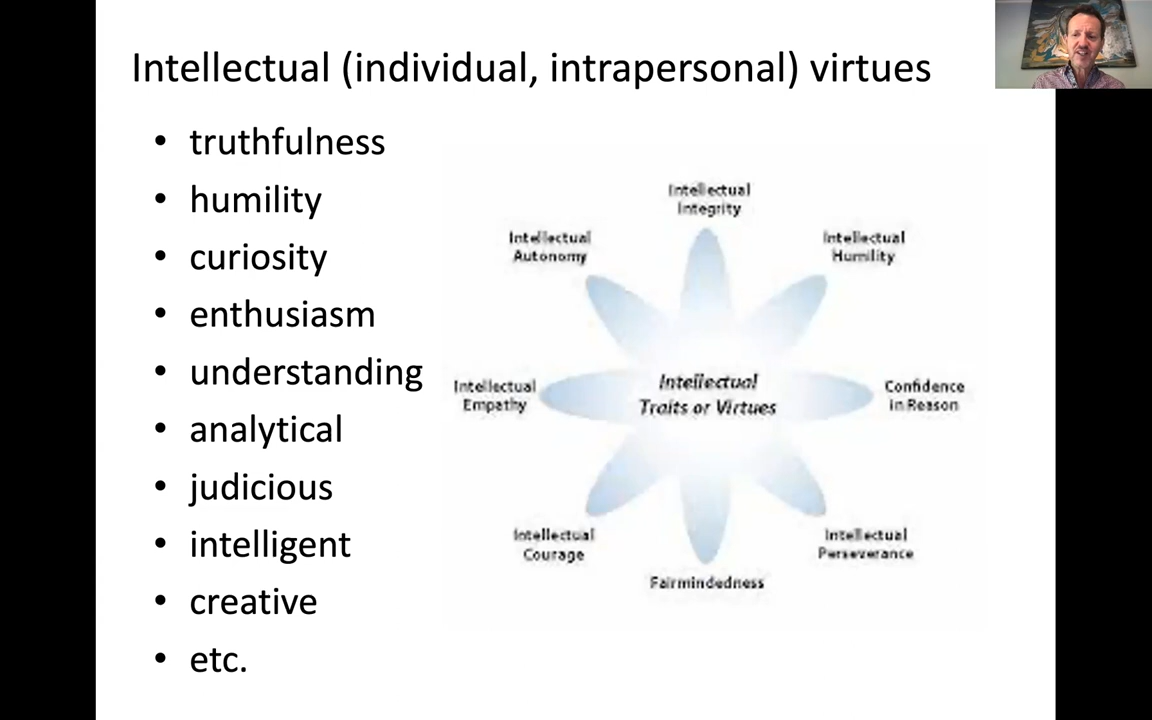 Intellectual (individual, intrapersonal) virtues
• truthfulness
• humility
• curiosity
• enthusiasm
• understanding
• analytical
• judicious
• intelligent
• creative
• etc.
Intellectual
Integrity
Intellectual
Autonomy
Intellectual
Humility
Intellectual
Empathy
Intellectual
Traits or Virtues
Confidence
in Reason
Intellectual
Courage
Intellectual
Perseverance
Fairmindedness